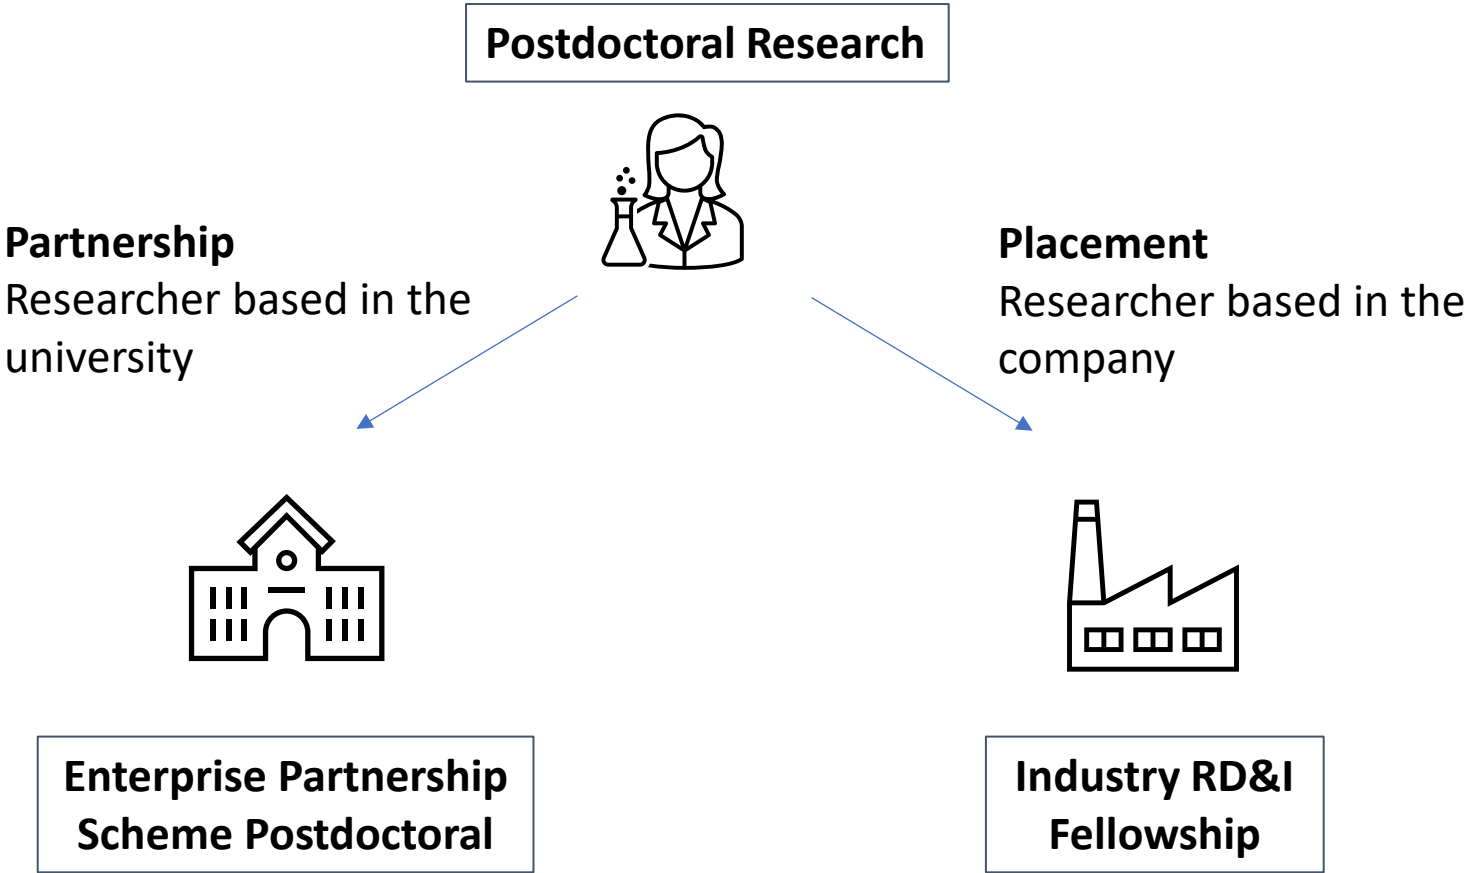 Postdoctoral Research
Partnership
Researcher based in the
university
Placement
Researcher based in the
company
Enterprise Partnership
Scheme Postdoctoral
Industry RD&I
Fellowship